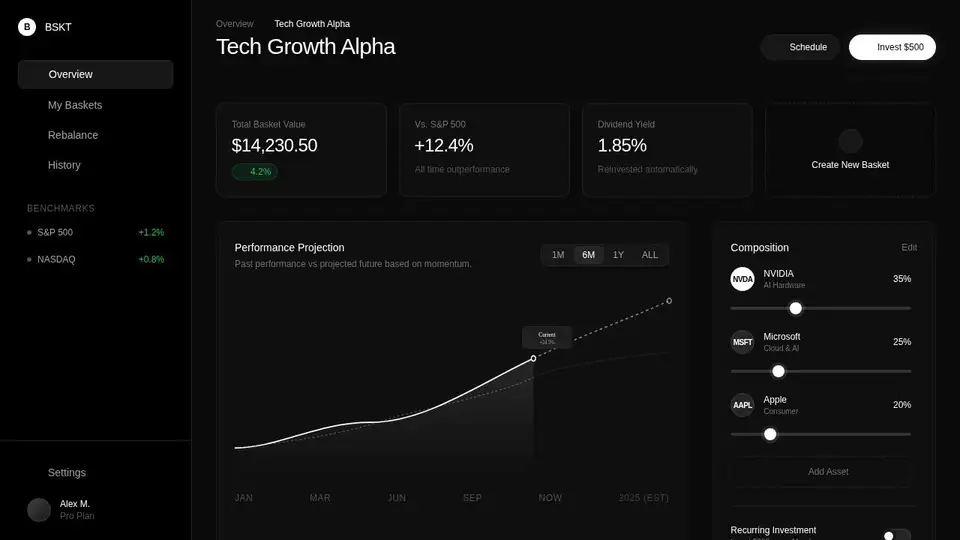 B BSKT
Overview
My Baskets
Rebalance
History
BENCHMARKS
S&P 500 +1.2%
NASDAQ +0.8%
Settings
Alex M.
Pro Plan
Overview Tech Growth Alpha
Tech Growth Alpha
Schedule
Invest $500
Total Basket Value
$14,230.50
4.2%
Vs. S&P 500
+12.4%
All time outperformance
Dividend Yield
1.85%
Reinvested automatically
Create New Basket
Performance Projection
Past performance vs projected future based on momentum.
1M 6M 1Y ALL
Current
JAN MAR JUN SEP NOW 2025 (EST)
Composition Edit
NVDA NVIDIA 35%
AI Hardware
MSFT Microsoft 25%
Cloud & AI
AAPL Apple 20%
Consumer
Add Asset
Recurring Investment